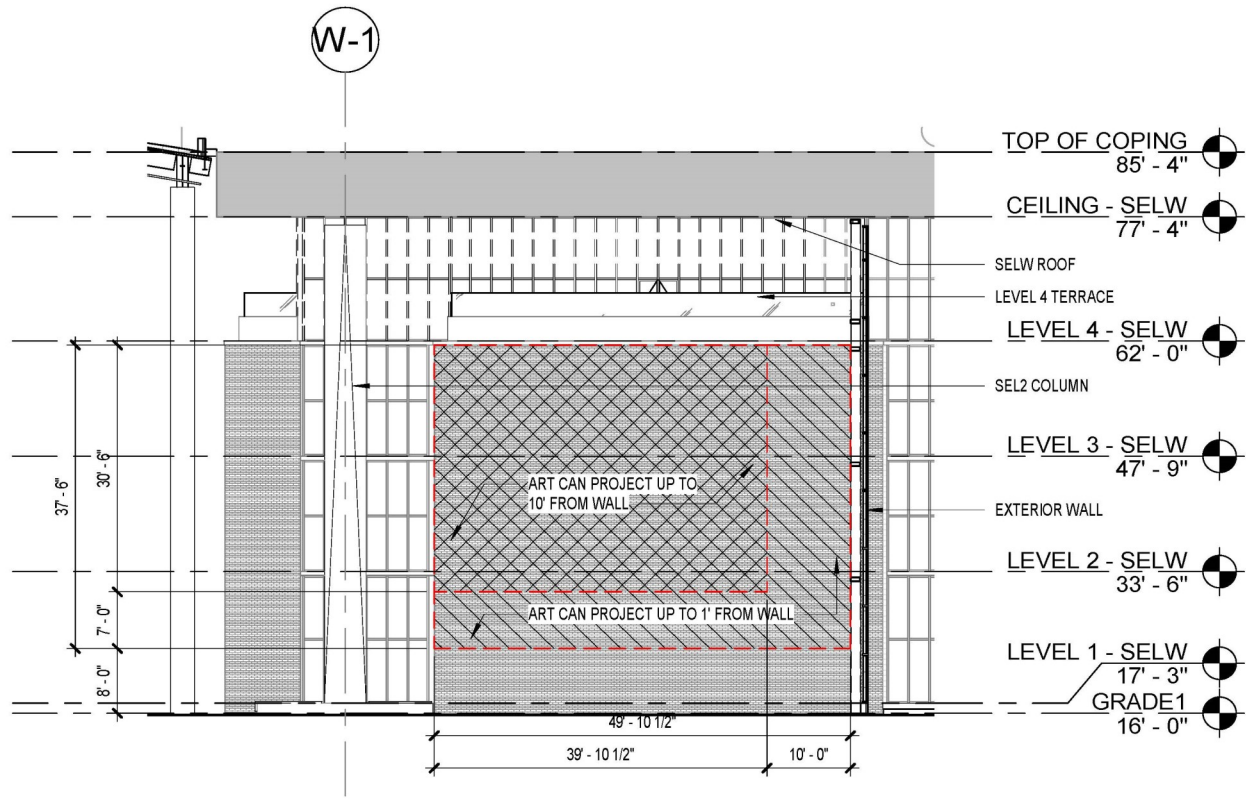 W-1
TOP OF COPING
85' - 4"
CEILING - SELW
77' - 4"
SELW ROOF
LEVEL 4 TERRACE
LEVEL 4 - SELW
62' - 0"
SEL2 COLUMN
LEVEL 3 - SELW
47' - 9"
37' - 6"
30' - 6"
ART CAN PROJECT UP TO
10' FROM WALL
EXTERIOR WALL
LEVEL 2 - SELW
33' - 6"
7' - 0"
ART CAN PROJECT UP TO 1' FROM WALL
LEVEL 1 - SELW
17' - 3"
8' - 0"
GRADE1
16' - 0"
49' - 10 1/2"
39' - 10 1/2"
10' - 0"